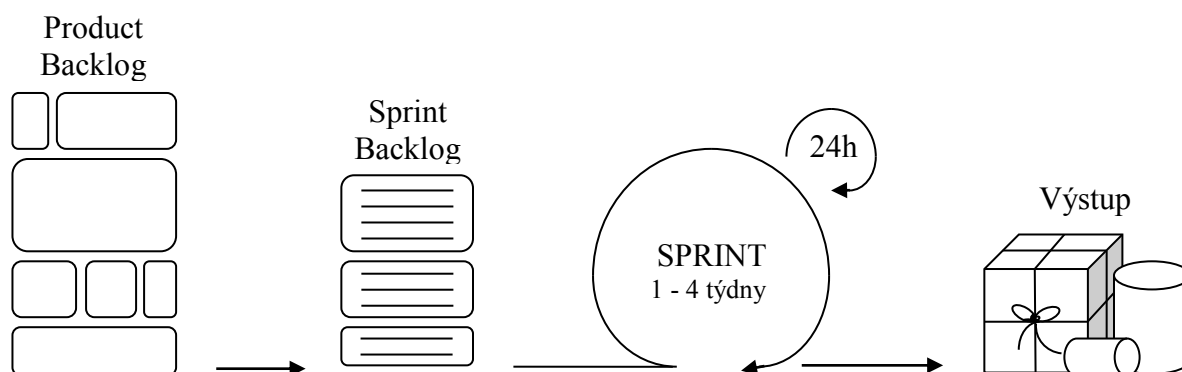 Product
Backlog
Sprint
Backlog
24h
SPRINT
1 - 4 týdny
Výstup